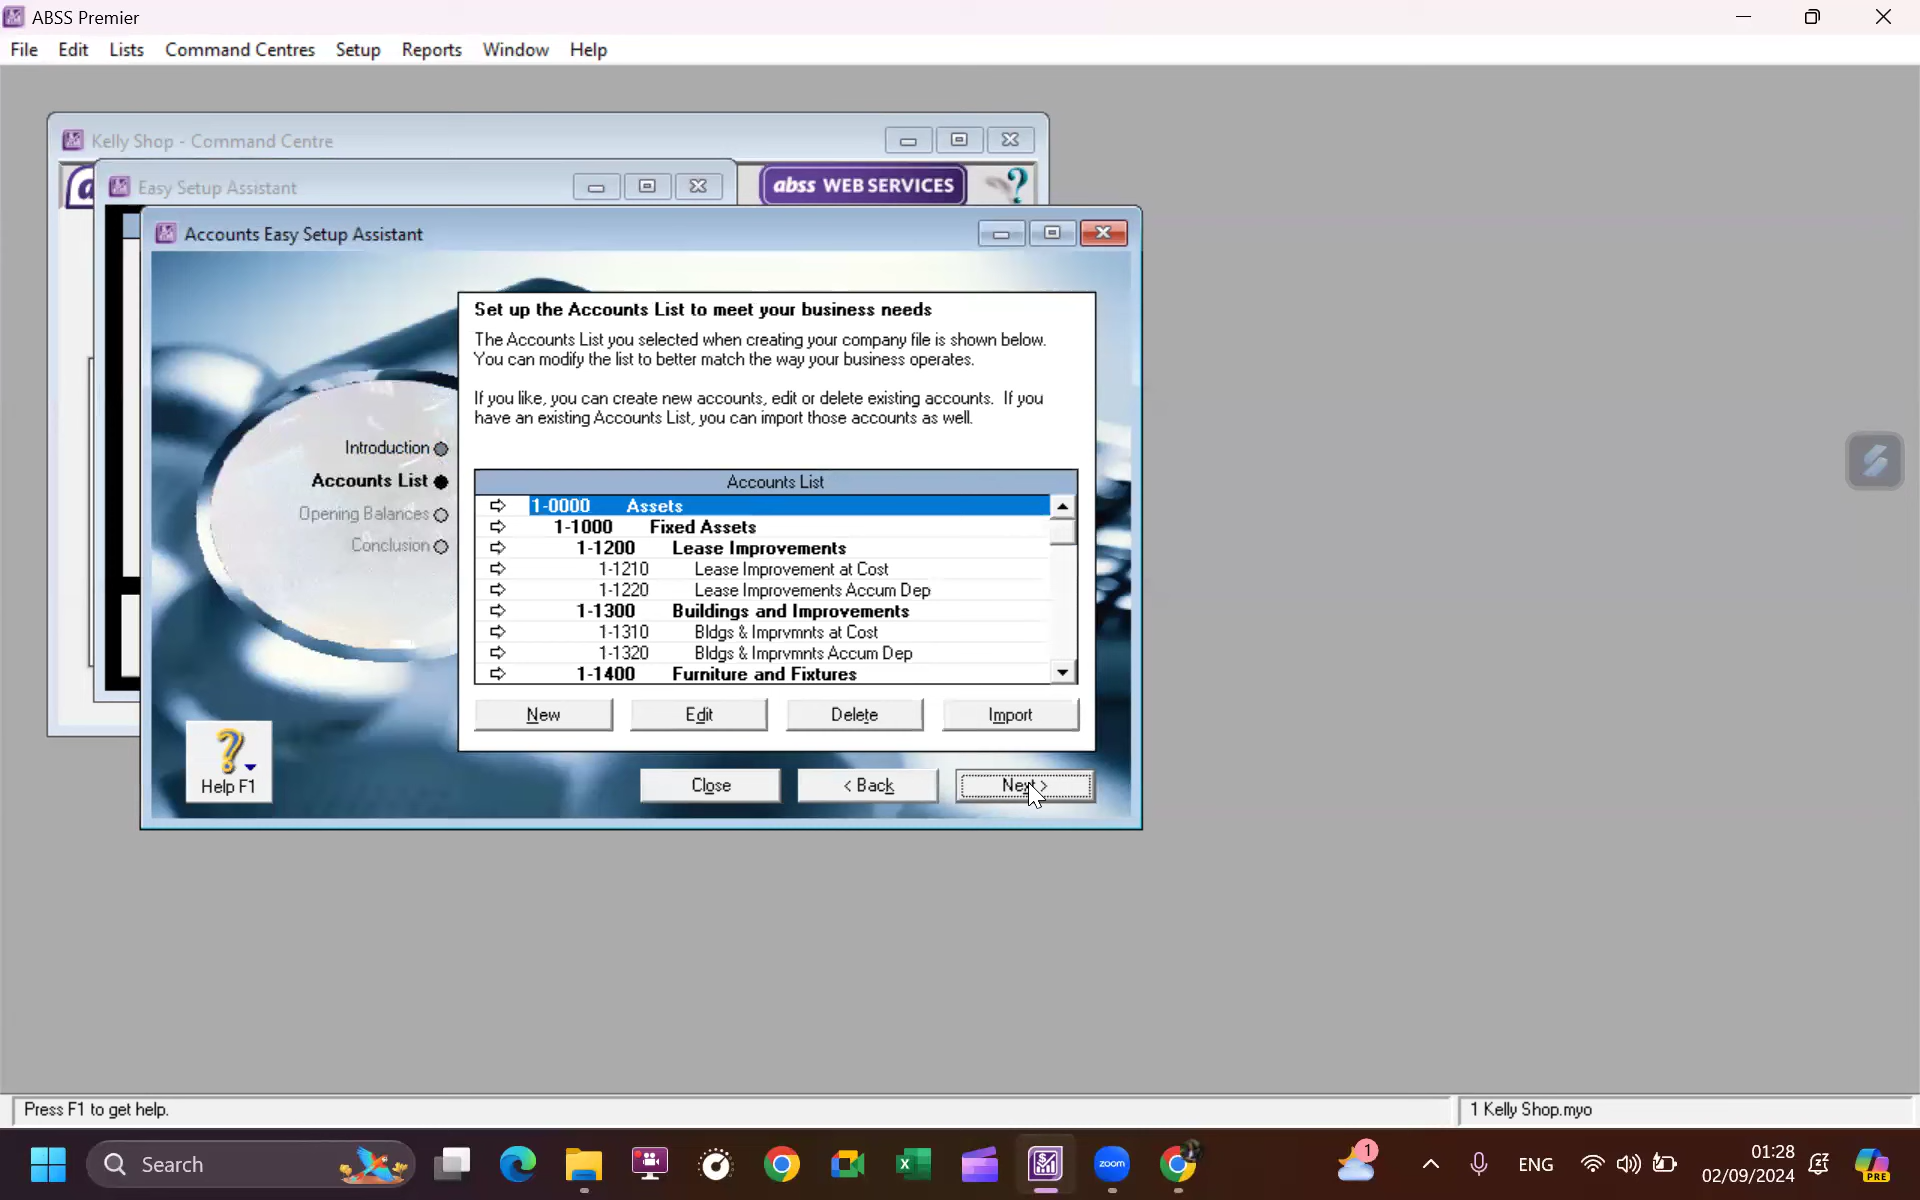 ABSS Premier
File Edit Lists Command Centres Setup Reports Window Help
Kelly Shop - Command Centre
Easy Setup Assistant
abss WEB SERVICES
Accounts Easy Setup Assistant
Set up the Accounts List to meet your business needs
The Accounts List you selected when creating your company file is shown below.
You can modify the list to better match the way your business operates.
If you like, you can create new accounts, edit or delete existing accounts. If you
have an existing Accounts List, you can import those accounts as well.
Introduction
Accounts List
Opening Balances
Conclusion
Accounts List
1-0000 Assets
1-1000 Fixed Assets
1-1200 Lease Improvements
1-1210 Lease Improvement at Cost
1-1220 Lease Improvements Accum Dep
1-1300 Buildings and Improvements
1-1310 Bldgs & Imprvmnts at Cost
1-1320 Bldgs & Imprvmnts Accum Dep
1-1400 Furniture and Fixtures
New Edit Delete Import
Help F1
Close < Back Next >
Press F1 to get help.
1 Kelly Shop.myo
Search
zoom
1
ENG
01:28
02/09/2024
PRE